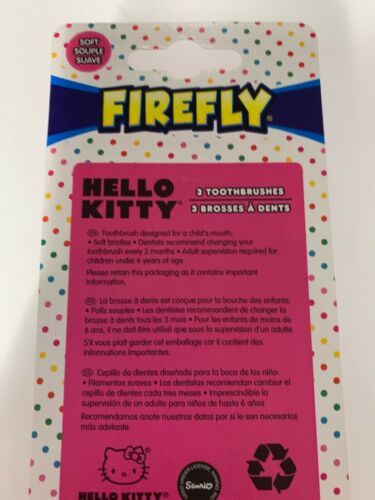 SOFT
SOUPLE
SUAVE
FIREFLY®
HELLO
KITTY®
3 TOOTHBRUSHES
3 BROSSES À DENTS
EN Toothbrush designed for a child's mouth:
• Soft bristles • Dentists recommend changing your
toothbrush every 3 months • Adult supervision required for
children under 6 years of age
Please retain this packaging as it contains important
information.
FR La brosse à dents est conçue pour la bouche des enfants:
• Poils souples • Les dentistes recommandent de changer la
brosse à dents tous les 3 mois • Pour les enfants de moins de
6 ans, il ne doit être utilisé que sous la supervision d'un adulte
S'il vous plaît garder cet emballage car il contient des
informations importantes.
ES Cepillo de dientes diseñado para la boca de los niño:
• Filamentos suaves • Los dentistas recomiendan cambiar el
cepillo de dientes cada tres meses • Imprescindible la
supervisión de un adulto para niños de hasta 6 años
Recomendamos anote nuestros datos por si le son necesarios
más adelante.
Sanrio
HELLO KITTY